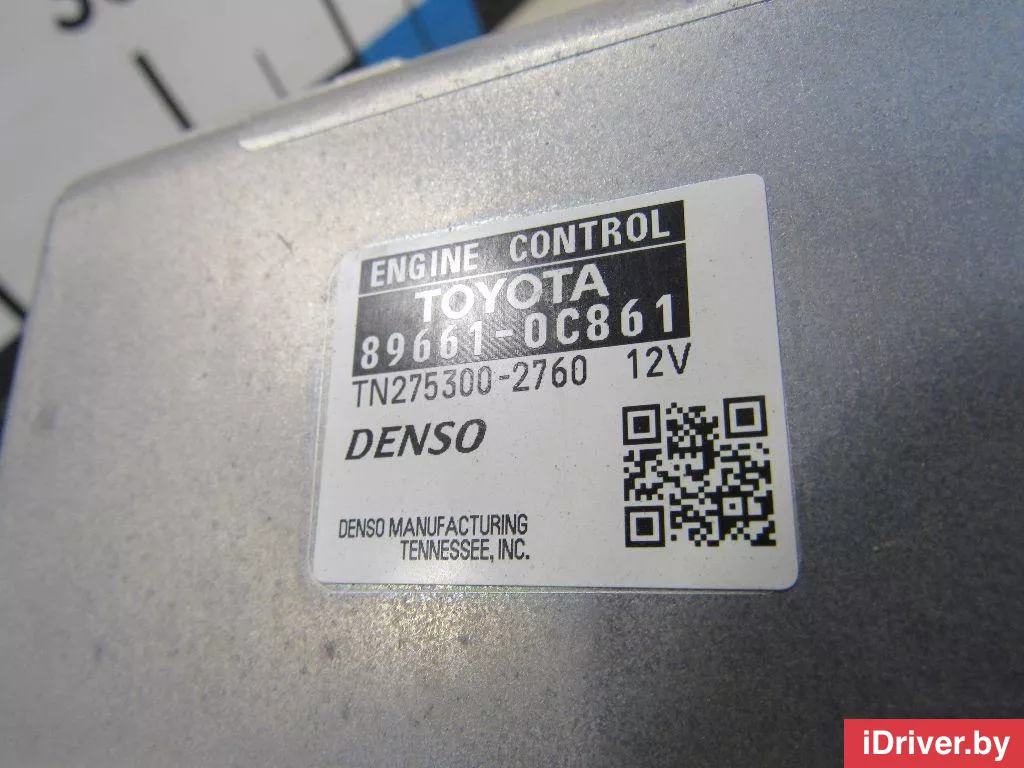 ENGINE CONTROL
TOYOTA
89661-0C861
TN275300-2760 12V
DENSO
DENSO MANUFACTURING
TENNESSEE, INC.
iDriver.by